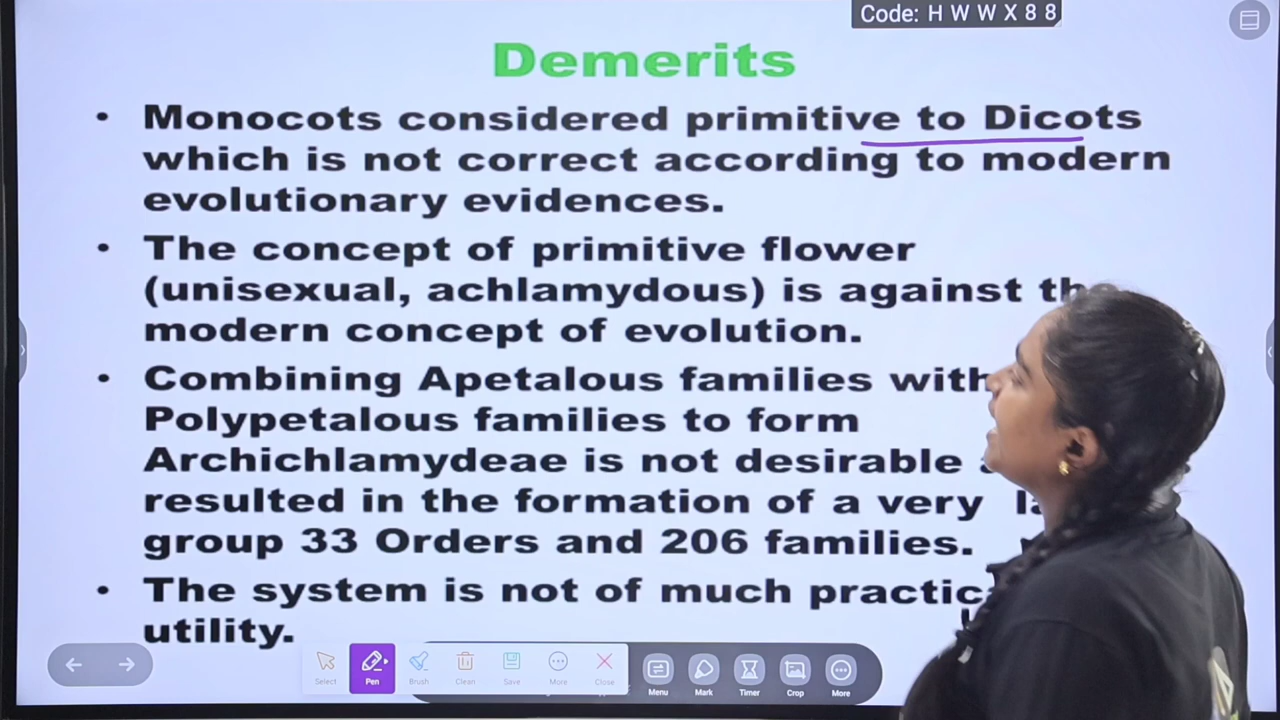 Code: H W W X 8 8
Demerits
• Monocots considered primitive to Dicots
which is not correct according to modern
evolutionary evidences.
• The concept of primitive flower
(unisexual, achlamydous) is against the
modern concept of evolution.
• Combining Apetalous families with
Polypetalous families to form
Archichlamydeae is not desirable
resulted in the formation of a very
group 33 Orders and 206 families.
• The system is not of much
utility.
Select Pen Brush Clean Save More Close Menu Mark Timer Crop More